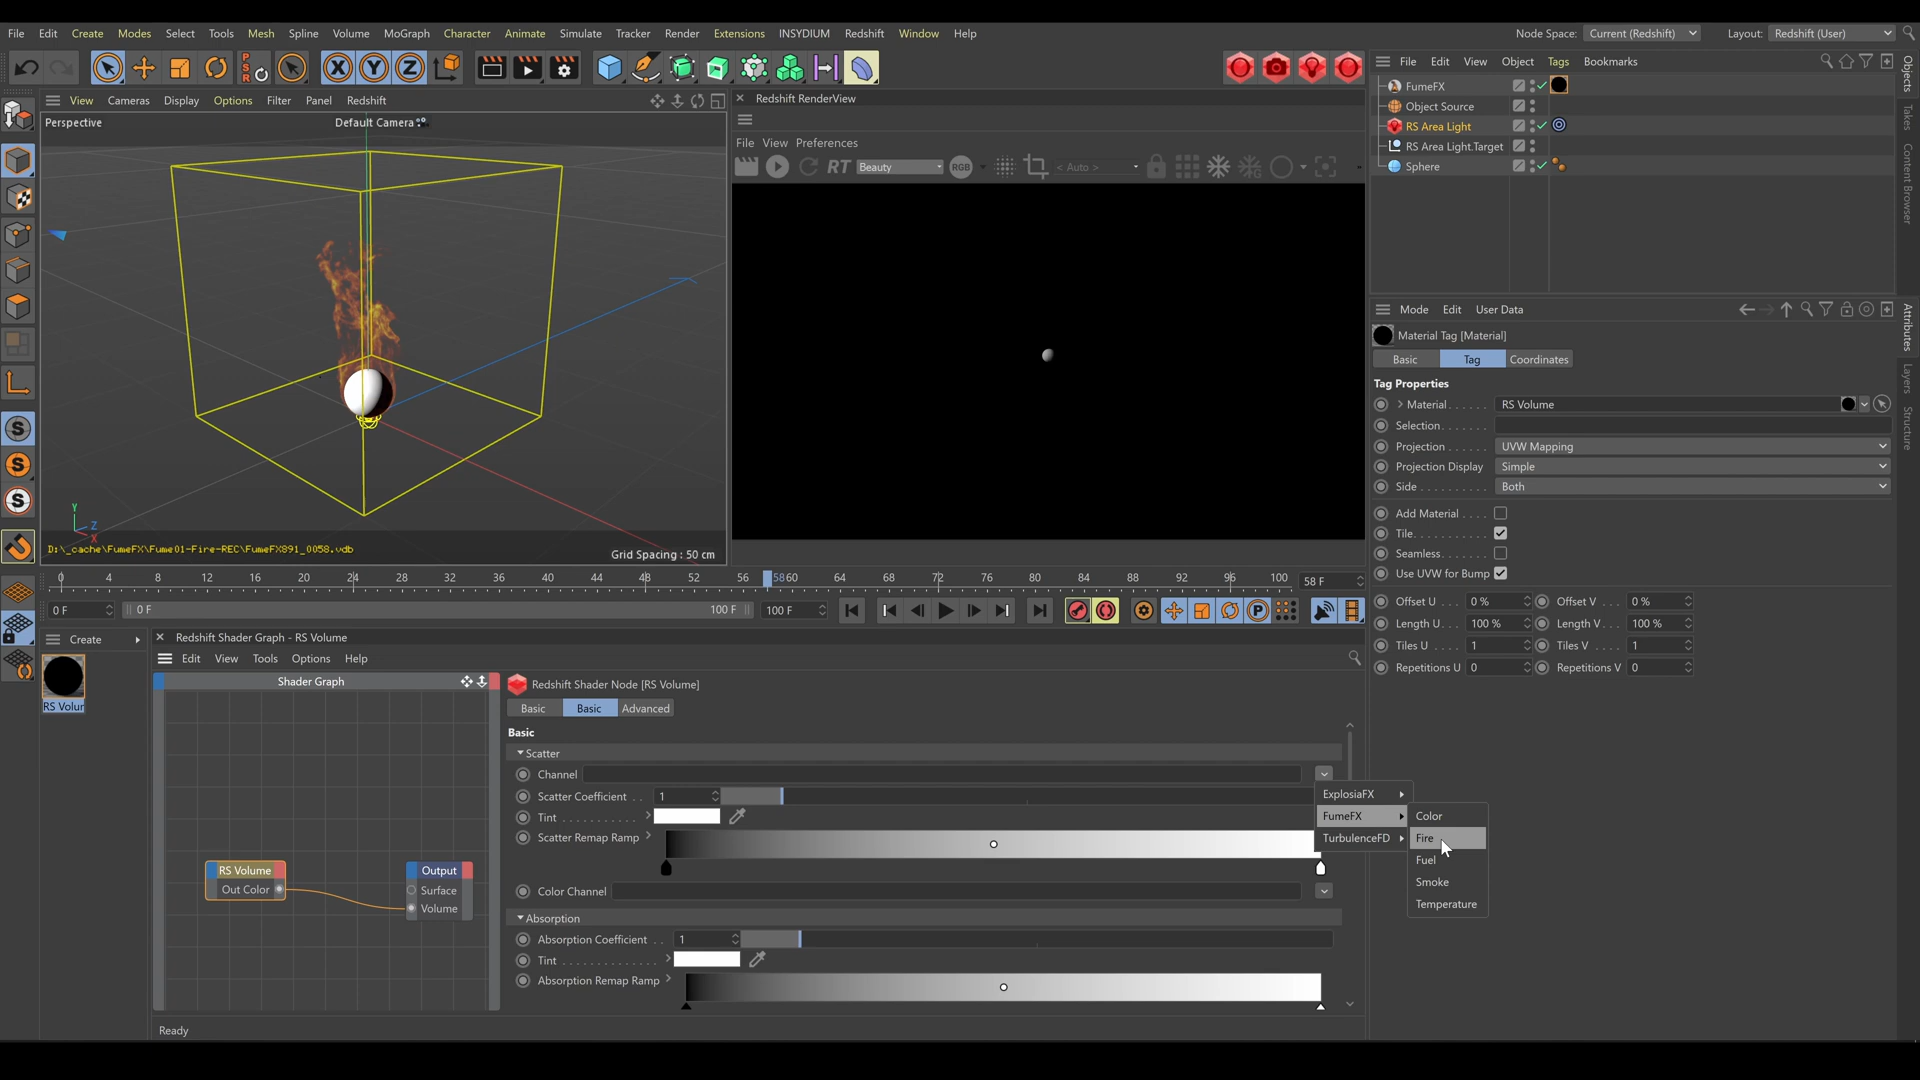 File Edit Create Modes Select Tools Mesh Spline Volume MoGraph Character Animate Simulate Tracker Render Extensions INSYDIUM Redshift Window Help
Node Space: Current (Redshift) Layout: Redshift (User)
PSR X Y Z
View Cameras Display Options Filter Panel Redshift
Perspective
Default Camera
Y
Z
X
D:\_cache\FumeFX\Fume01-Fire-REC\FumeFX891_0058.vdb
Grid Spacing : 50 cm
Redshift RenderView
File View Preferences
RT Beauty RGB < Auto >
File Edit View Object Tags Bookmarks
FumeFX
Object Source
RS Area Light
RS Area Light.Target
Sphere
Objects
Takes
Content Browser
Attributes
Layers
Structure
Mode Edit User Data
Material Tag [Material]
Basic Tag Coordinates
Tag Properties
Material . . . . . . RS Volume
Selection . . . . . . .
Projection . . . . . . UVW Mapping
Projection Display Simple
Side . . . . . . . . . . Both
Add Material . . . .
Tile . . . . . . . . . . .
Seamless . . . . . . .
Use UVW for Bump
Offset U . . . 0 % Offset V . . . 0 %
Length U . . . 100 % Length V . . . 100 %
Tiles U . . . . 1 Tiles V . . . . 1
Repetitions U 0 Repetitions V 0
0 4 8 12 16 20 24 28 32 36 40 44 48 52 56 58 60 64 68 72 76 80 84 88 92 96 100 58 F
0 F 0 F 100 F 100 F
P
Create
RS Volur
Redshift Shader Graph - RS Volume
Edit View Tools Options Help
Shader Graph
RS Volume
Out Color
Output
Surface
Volume
Redshift Shader Node [RS Volume]
Basic Basic Advanced
Basic
Scatter
Channel
Scatter Coefficient . . 1
Tint . . . . . . . . . . .
Scatter Remap Ramp
Color Channel
Absorption
Absorption Coefficient . . 1
Tint . . . . . . . . . . . . .
Absorption Remap Ramp
ExplosiaFX
FumeFX
TurbulenceFD
Color
Fire
Fuel
Smoke
Temperature
Ready